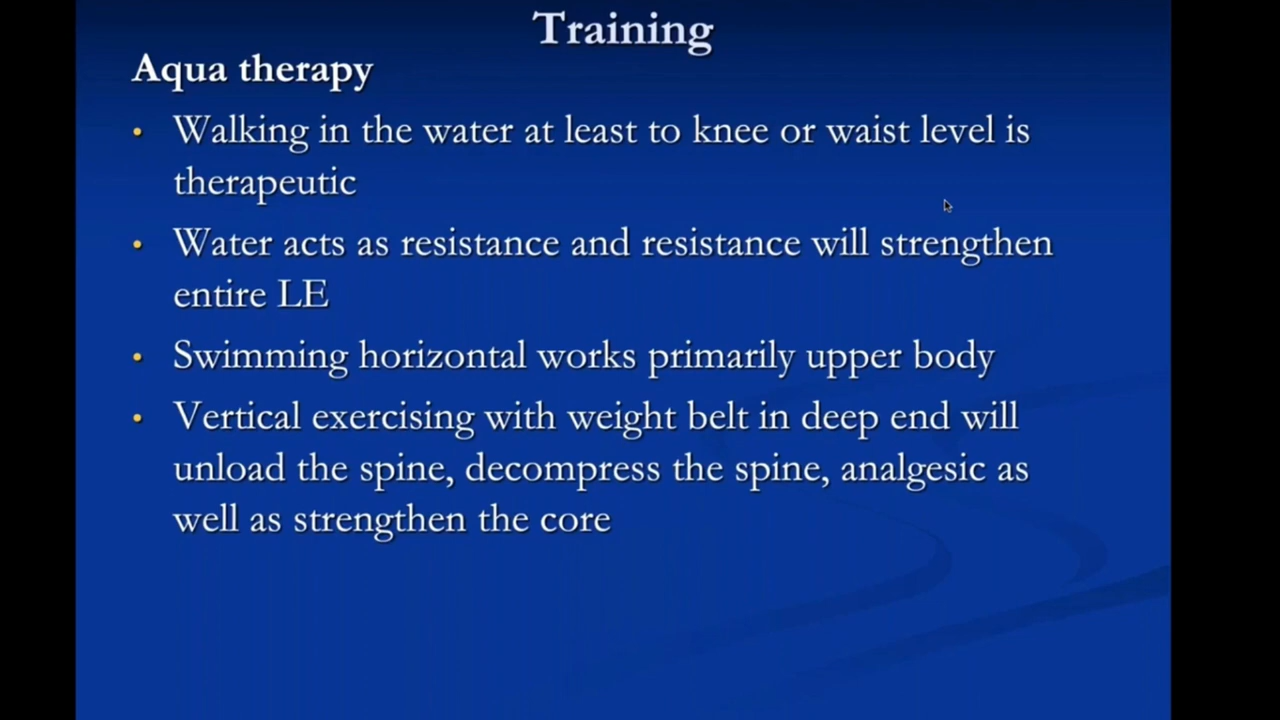 Training
Aqua therapy
• Walking in the water at least to knee or waist level is
therapeutic
• Water acts as resistance and resistance will strengthen
entire LE
• Swimming horizontal works primarily upper body
• Vertical exercising with weight belt in deep end will
unload the spine, decompress the spine, analgesic as
well as strengthen the core